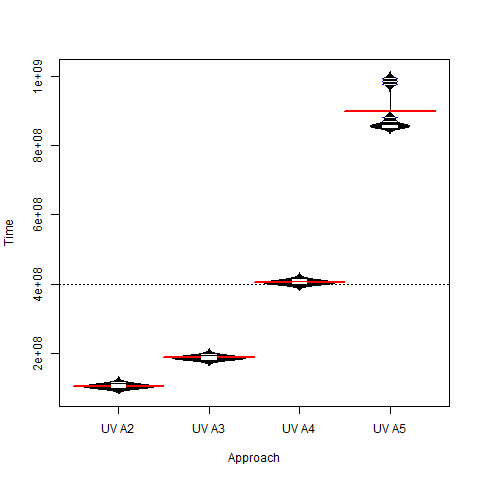 1e+09
8e+08
6e+08
4e+08
2e+08
Time
UV A2 UV A3 UV A4 UV A5
Approach